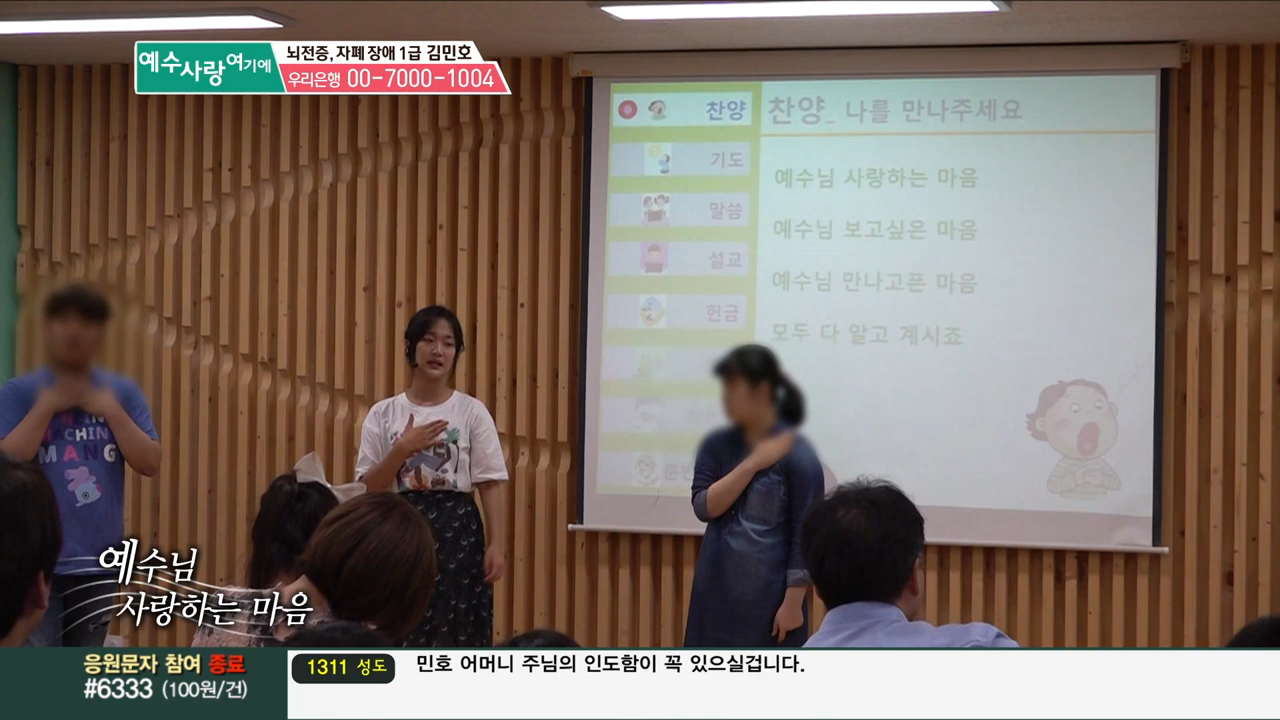 예수사랑여기에
뇌전증, 자폐 장애 1급 김민호
우리은행 00-7000-1004
찬양
기도
말씀
설교
헌금
찬양_ 나를 만나주세요
예수님 사랑하는 마음
예수님 보고싶은 마음
예수님 만나고픈 마음
모두 다 알고 계시죠
MANG
예수님
사랑하는 마음
응원문자 참여 종료
#6333 (100원/건)
1311 성도
민호 어머니 주님의 인도함이 꼭 있으실겁니다.